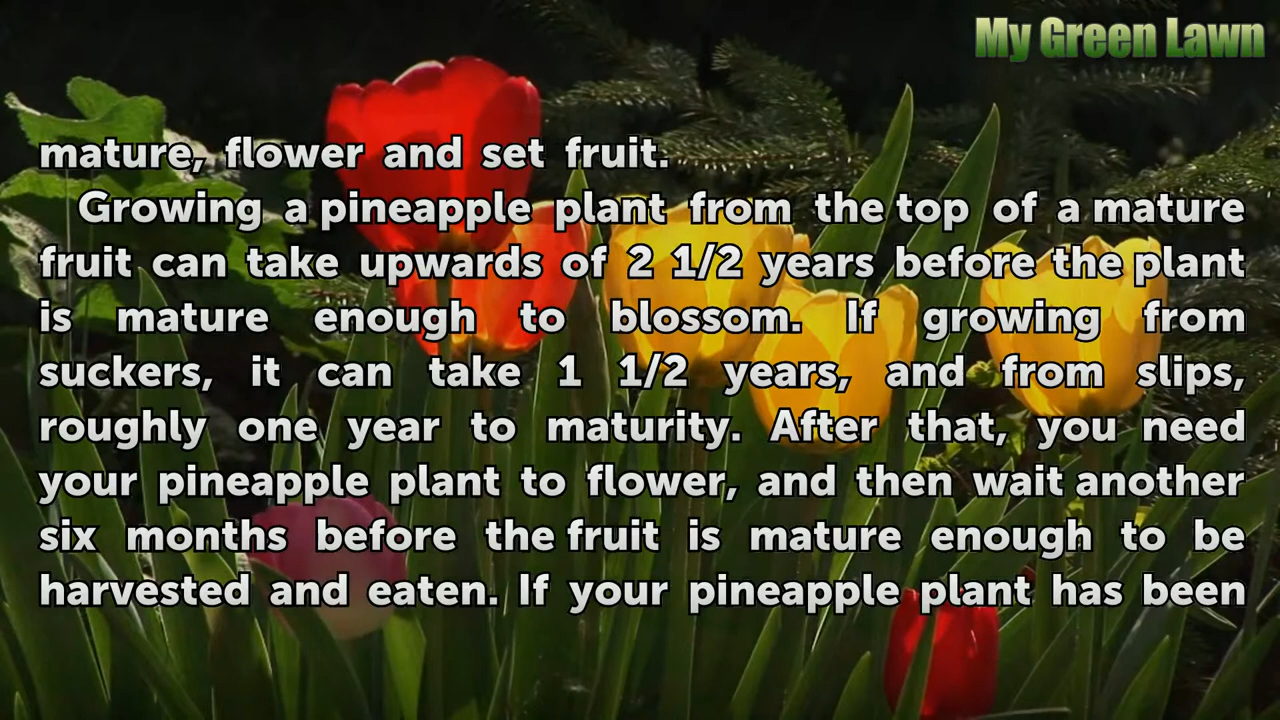 My Green Lawn
mature, flower and set fruit.
Growing a pineapple plant from the top of a mature
fruit can take upwards of 2 1/2 years before the plant
is mature enough to blossom. If growing from
suckers, it can take 1 1/2 years, and from slips,
roughly one year to maturity. After that, you need
your pineapple plant to flower, and then wait another
six months before the fruit is mature enough to be
harvested and eaten. If your pineapple plant has been